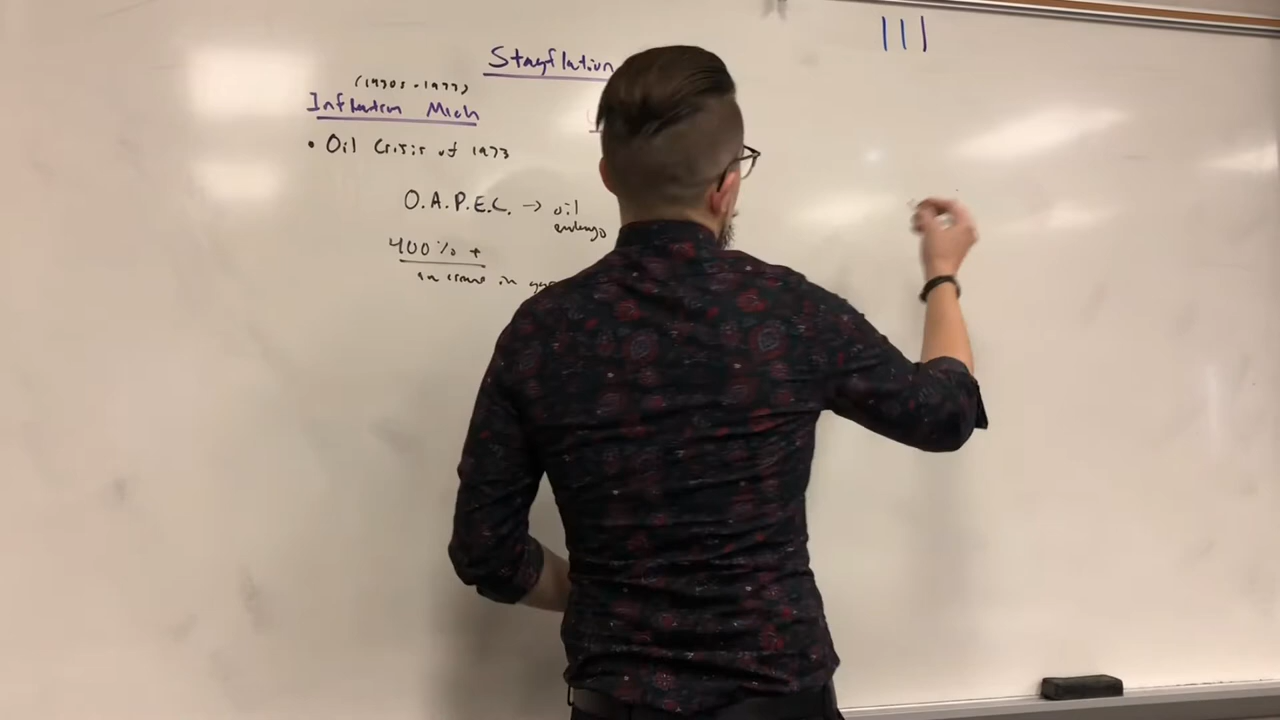 Stagflation
(1970s-1977)
Inflation Mich
• Oil Crisis of 1973
O.A.P.E.C. → oil
embargo
400% +
increase in
|||